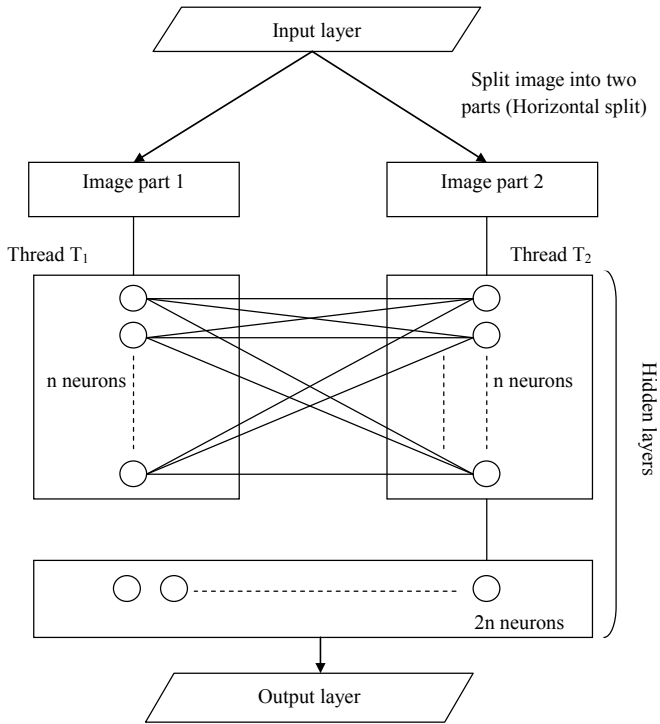 Input layer
Split image into two
parts (Horizontal split)
Image part 1
Image part 2
Thread T₁
Thread T₂
n neurons
n neurons
Hidden layers
2n neurons
Output layer